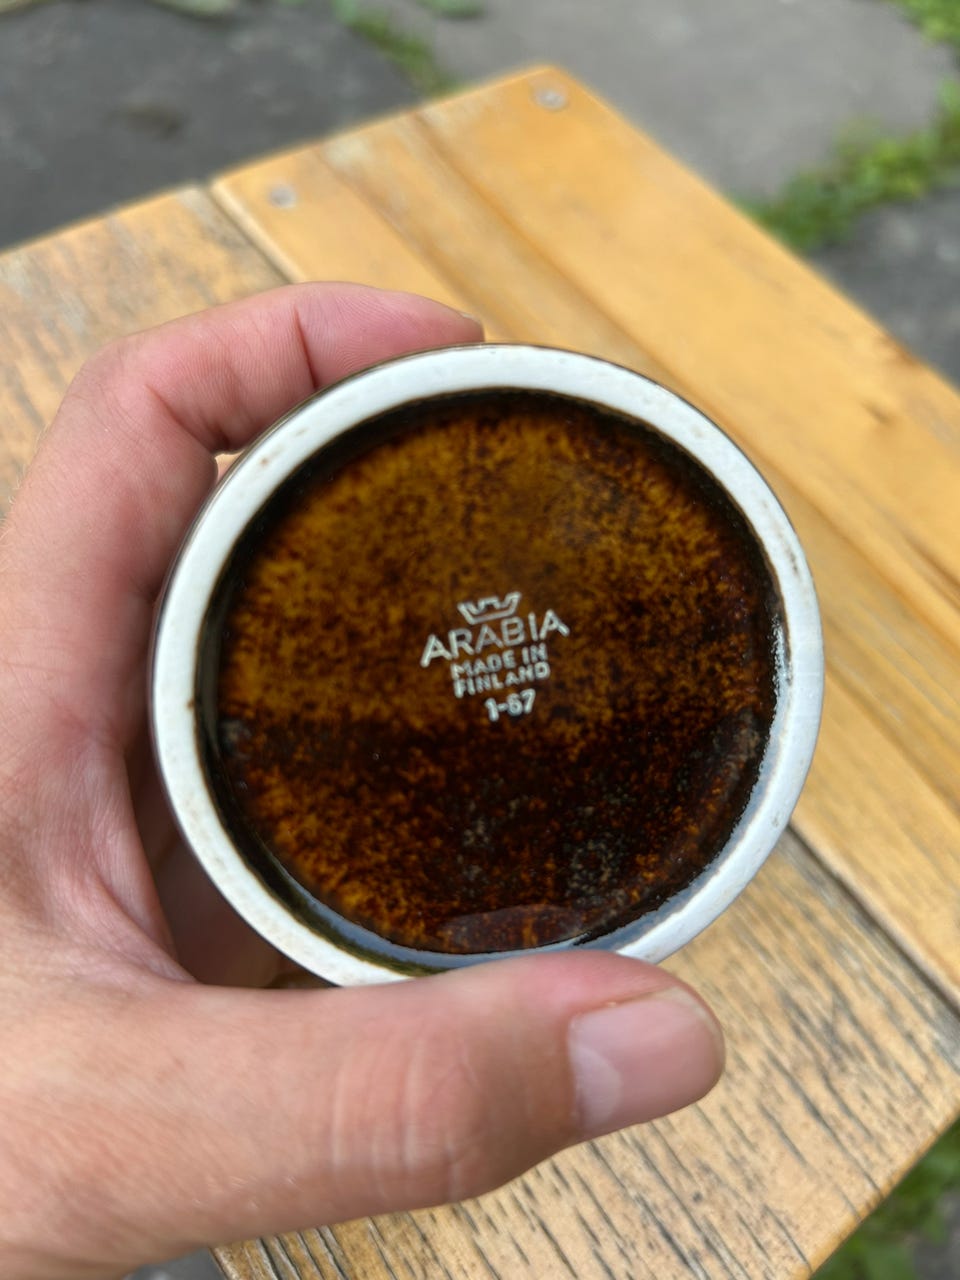 ARABIA
MADE IN
FINLAND
1-67